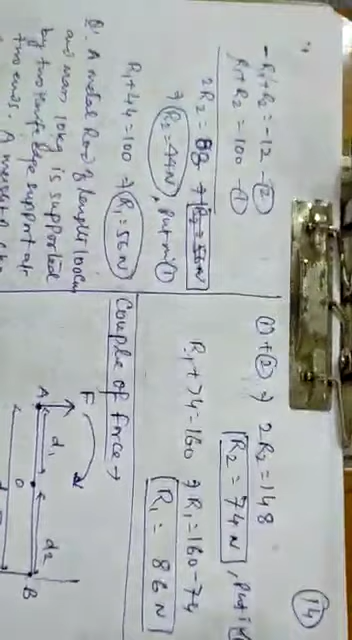 -R₁+R₂ = -12 -②
R₁+R₂ = 100 -①
2R₂ = 88
⇒ R₂ = 44N, put in ①
R₁+44 = 100 ⇒ R₁ = 56N
Q. A metal Rod of length 100cm
and mass 10kg is supported
by two knife edge support at
two ends. A
14
①+② ⇒ 2R₂ = 148
R₂ = 74N, put
R₁+74 = 160 ⇒ R₁ = 160-74
R₁ = 86N
Couple of Force →
F
A d₁ O d₂ B